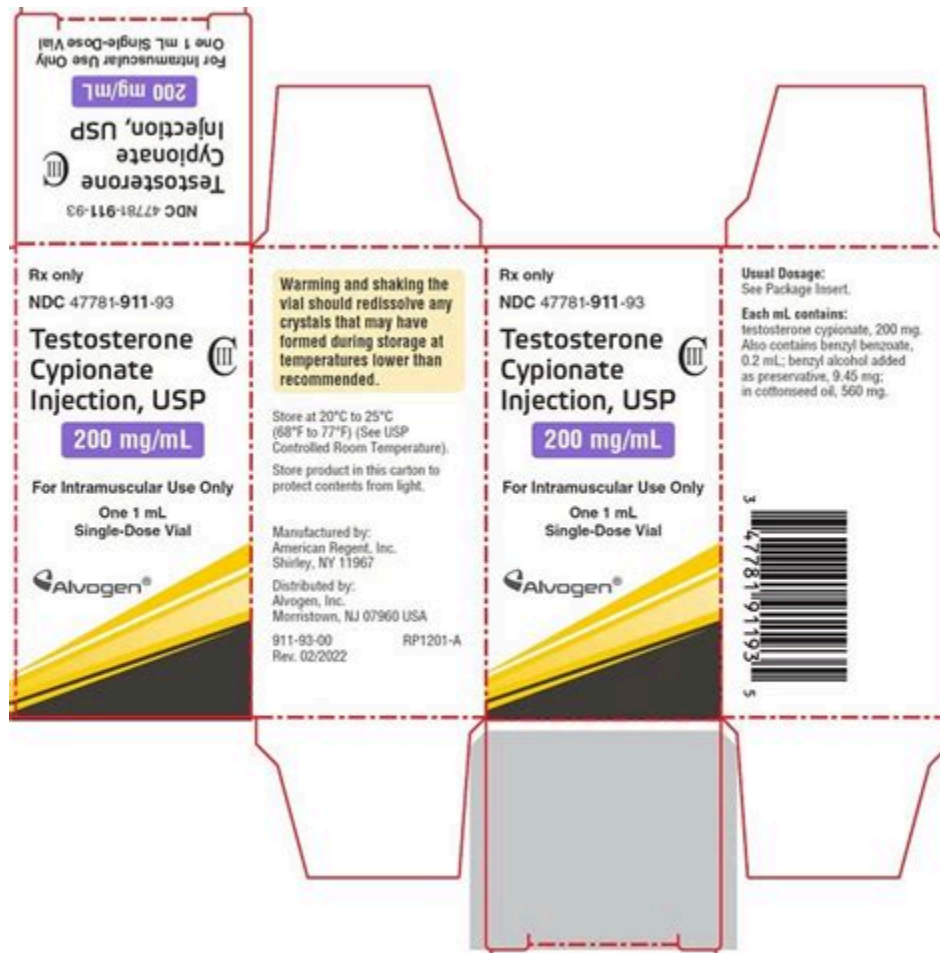 One 1 mL Single-Dose Vial
For Intramuscular Use Only
200 mg/mL
Injection, USP
Cypionate
Testosterone
CIII
NDC 47781-911-93
Rx only
NDC 47781-911-93
Testosterone
Cypionate
Injection, USP
CIII
200 mg/mL
For Intramuscular Use Only
One 1 mL
Single-Dose Vial
Alvogen®
Warming and shaking the
vial should redissolve any
crystals that may have
formed during storage at
temperatures lower than
recommended.
Store at 20°C to 25°C
(68°F to 77°F) (See USP
Controlled Room Temperature).
Store product in this carton to
protect contents from light.
Manufactured by:
American Regent, Inc.
Shirley, NY 11967
Distributed by:
Alvogen, Inc.
Morristown, NJ 07960 USA
911-93-00 RP1201-A
Rev. 02/2022
Rx only
NDC 47781-911-93
Testosterone
Cypionate
Injection, USP
CIII
200 mg/mL
For Intramuscular Use Only
One 1 mL
Single-Dose Vial
Alvogen®
Usual Dosage:
See Package Insert.
Each mL contains:
testosterone cypionate, 200 mg.
Also contains benzyl benzoate,
0.2 mL; benzyl alcohol added
as preservative, 9.45 mg;
in cottonseed oil, 560 mg.
3 47781 91193 5